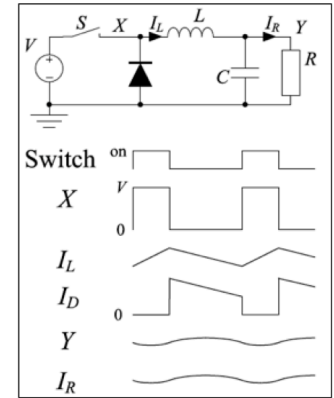 S X I_L L I_R Y
V + − C R
Switch on
X V
0
I_L
I_D
0
Y
I_R